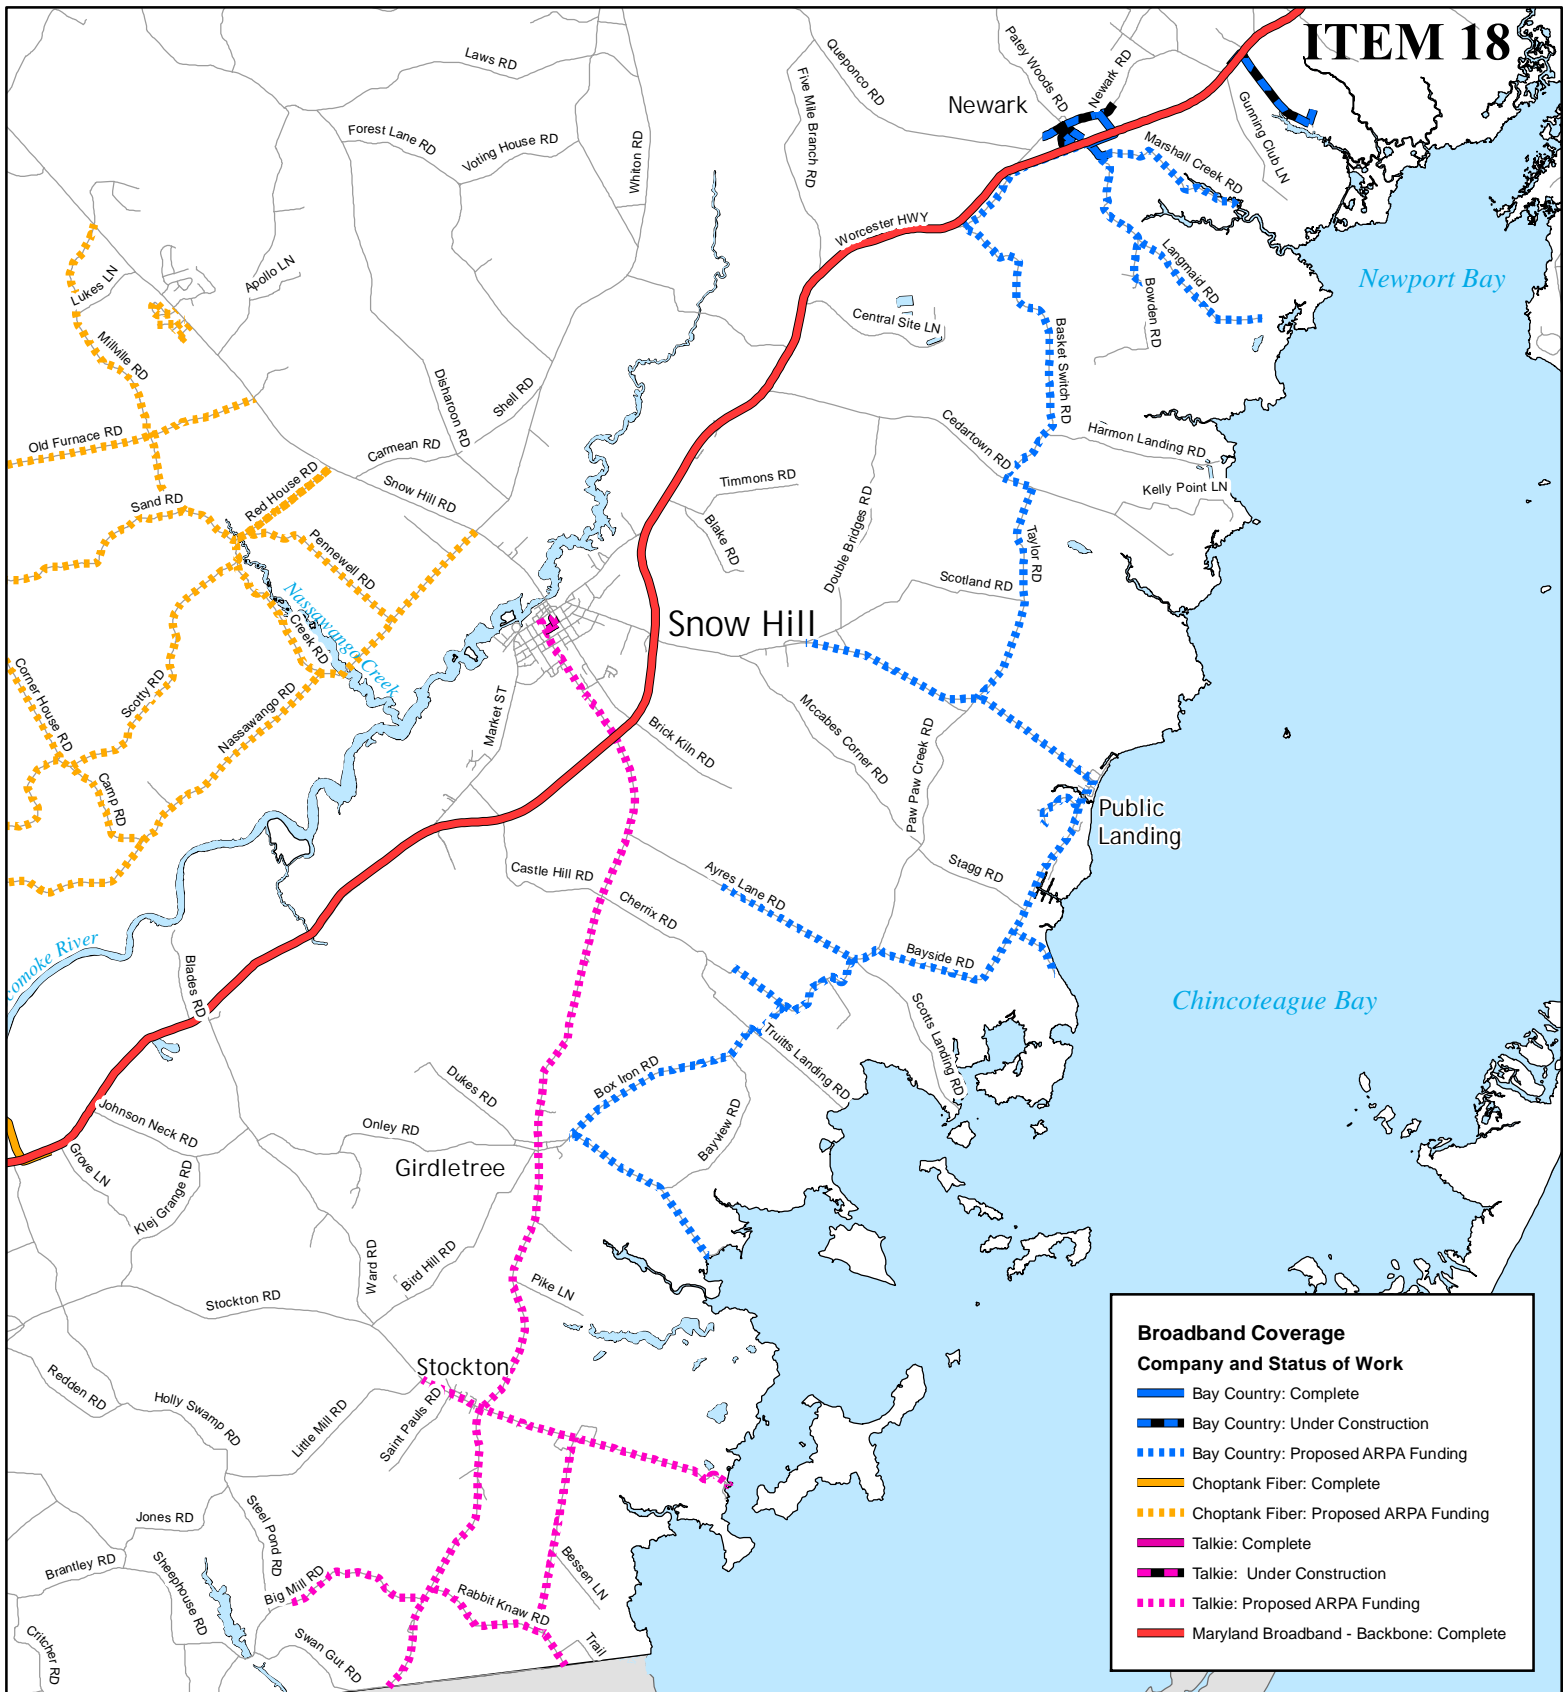 ITEM 18
Laws RD
Queponco RD
Patey Woods RD
Newark RD
Newark
Five Mile Branch RD
Gunning Club LN
Forest Lane RD
Voting House RD
Whiton RD
Marshall Creek RD
Worcester HWY
Lukes LN
Apollo LN
Langmaid RD
Newport Bay
Bowden RD
Central Site LN
Basket Switch RD
Millville RD
Disharoon RD
Shell RD
Old Furnace RD
Carmean RD
Cedartown RD
Harmon Landing RD
Red House RD
Snow Hill RD
Timmons RD
Kelly Point LN
Sand RD
Blake RD
Double Bridges RD
Pennewell RD
Taylor RD
Scotland RD
Nassawango Creek
Creek RD
Snow Hill
Corner House RD
Scotty RD
Nassawango RD
Market ST
Brick Kiln RD
Mccabes Corner RD
Paw Paw Creek RD
Camp RD
Public
Landing
Castle Hill RD
Ayres Lane RD
Stagg RD
Cherrix RD
comoke River
Blades RD
Bayside RD
Scotts Landing RD
Chincoteague Bay
Truitts Landing RD
Box Iron RD
Dukes RD
Johnson Neck RD
Onley RD
Bayview RD
Grove LN
Girdletree
Klej Grange RD
Ward RD
Bird Hill RD
Pike LN
Stockton RD
Stockton
Redden RD
Holly Swamp RD
Little Mill RD
Saint Pauls RD
Jones RD
Steel Pond RD
Brantley RD
Sheephouse RD
Big Mill RD
Rabbit Knaw RD
Bessen LN
Critcher RD
Swan Gut RD
Trail
Broadband Coverage
Company and Status of Work
Bay Country: Complete
Bay Country: Under Construction
Bay Country: Proposed ARPA Funding
Choptank Fiber: Complete
Choptank Fiber: Proposed ARPA Funding
Talkie: Complete
Talkie: Under Construction
Talkie: Proposed ARPA Funding
Maryland Broadband - Backbone: Complete